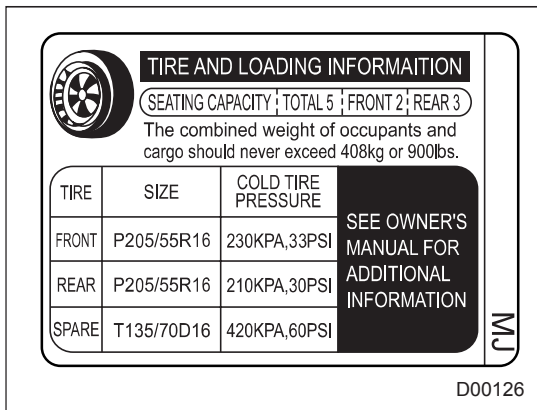 TIRE AND LOADING INFORMAITION
SEATING CAPACITY TOTAL 5 FRONT 2 REAR 3
The combined weight of occupants and
cargo should never exceed 408kg or 900lbs.
TIRE SIZE COLD TIRE PRESSURE
FRONT P205/55R16 230KPA,33PSI
REAR P205/55R16 210KPA,30PSI
SPARE T135/70D16 420KPA,60PSI
SEE OWNER'S
MANUAL FOR
ADDITIONAL
INFORMATION
MJ
D00126